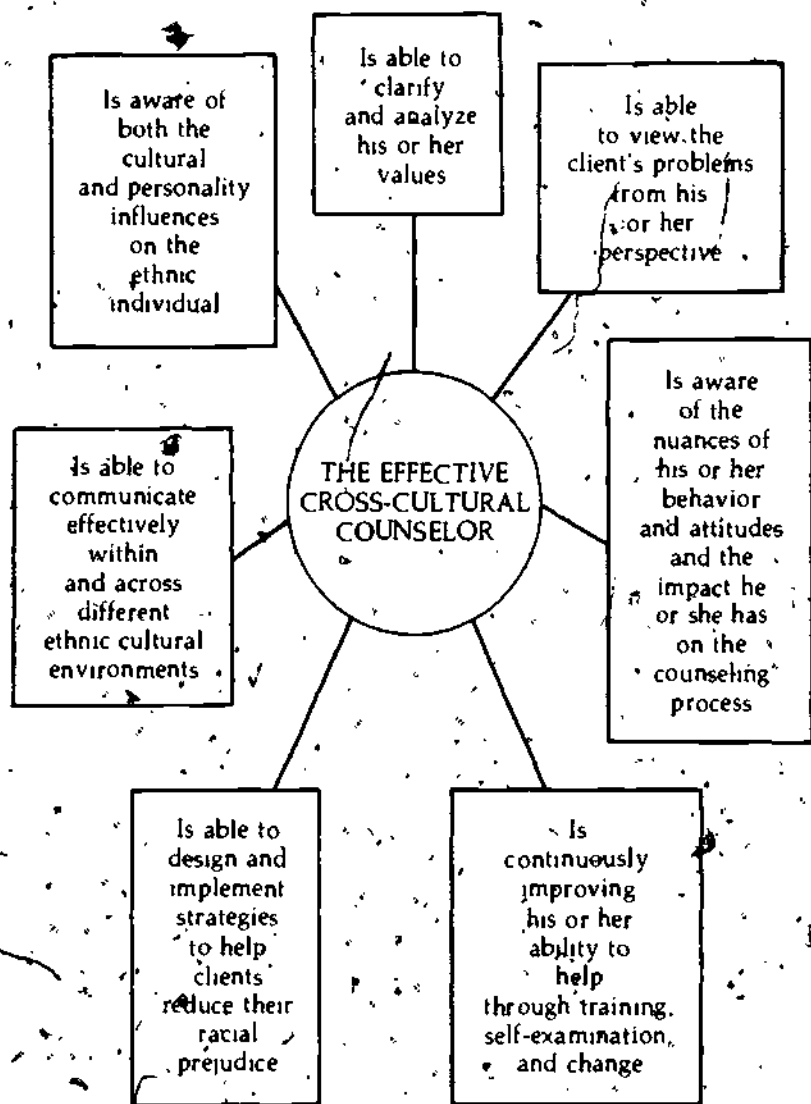 Is able to
clarify
and analyze
his or her
values
Is aware of
both the
cultural
and personality
influences
on the
ethnic
individual
Is able
to view the
client's problems
from his
or her
perspective
Is aware
of the
nuances of
his or her
behavior
and attitudes
and the
impact he
or she has
on the
counseling
process
THE EFFECTIVE
CROSS-CULTURAL
COUNSELOR
Is able to
communicate
effectively
within
and across
different
ethnic cultural
environments
Is able to
design and
implement
strategies
to help
clients
reduce their
racial
prejudice
Is
continuously
improving
his or her
ability to
help
through training,
self-examination,
and change